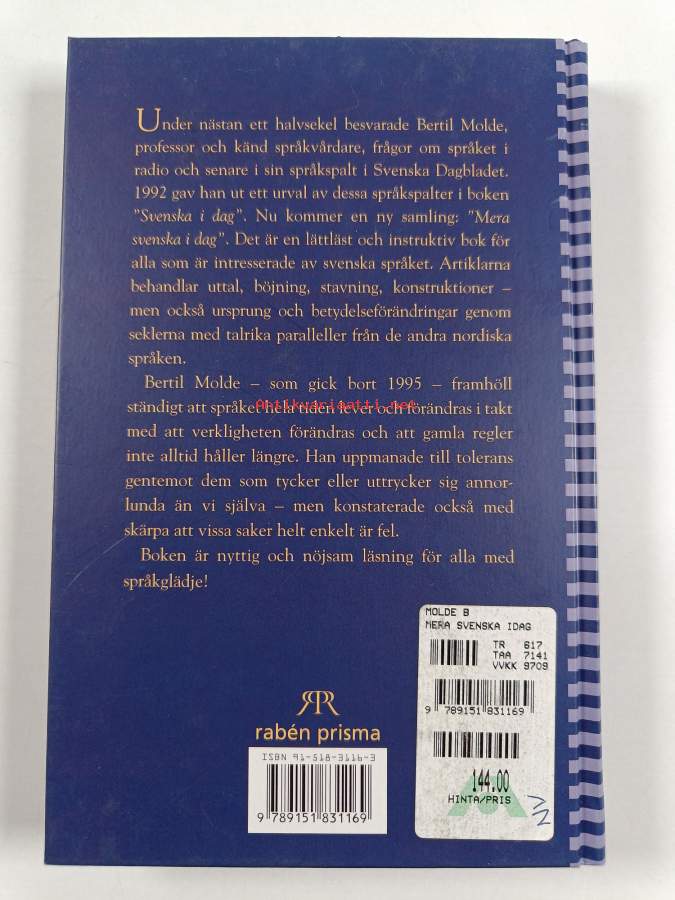 Under nästan ett halvsekel besvarade Bertil Molde,
professor och känd språkvårdare, frågor om språket i
radio och senare i sin språkspalt i Svenska Dagbladet.
1992 gav han ut ett urval av dessa språkspalter i boken
"Svenska i dag". Nu kommer en ny samling: "Mera
svenska i dag". Det är en lättläst och instruktiv bok för
alla som är intresserade av svenska språket. Artiklarna
behandlar uttal, böjning, stavning, konstruktioner –
men också ursprung och betydelseförändringar genom
seklerna med talrika paralleller från de andra nordiska
språken.
Bertil Molde – som gick bort 1995 – framhöll
ständigt att språket hela tiden lever och förändras i takt
Antikvariaatti.net
med att verkligheten förändras och att gamla regler
inte alltid håller längre. Han uppmanade till tolerans
gentemot dem som tycker eller uttrycker sig annor-
lunda än vi själva – men konstaterade också med
skärpa att vissa saker helt enkelt är fel.
Boken är nyttig och nöjsam läsning för alla med
språkglädje!
MOLDE B
MERA SVENSKA IDAG
TR 617
TAA 7141
VVKK 9709
9 789151 831169
144.00
HINTA/PRIS
rabén prisma
ISBN 91-518-3116-3
9 789151 831169